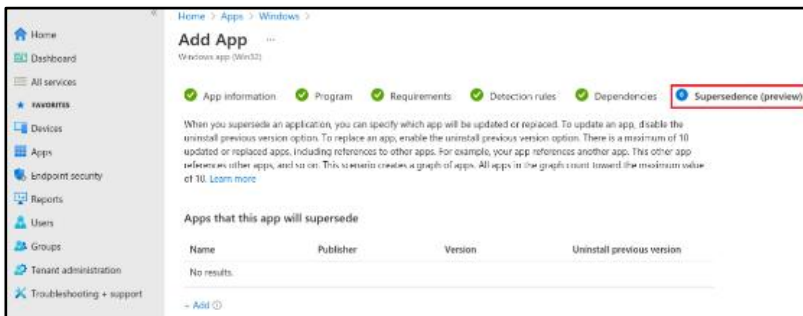 Home > Apps > Windows >
Add App ...
Windows app (Win32)
Home
Dashboard
All services
FAVORITES
Devices
Apps
Endpoint security
Reports
Users
Groups
Tenant administration
Troubleshooting + support
App information
Program
Requirements
Detection rules
Dependencies
6 Supersedence (preview)
When you supersede an application, you can specify which app will be updated or replaced. To update an app, disable the
uninstall previous version option. To replace an app, enable the uninstall previous version option. There is a maximum of 10
updated or replaced apps, including references to other apps. For example, your app references another app. This other app
references other apps, and so on. This scenario creates a graph of apps. All apps in the graph count toward the maximum value
of 10. Learn more
Apps that this app will supersede
Name Publisher Version Uninstall previous version
No results.
+ Add